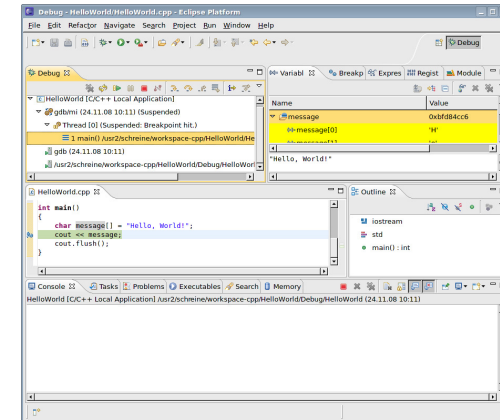 Debug - HelloWorld/HelloWorld.cpp - Eclipse Platform
File Edit Refactor Navigate Search Project Run Window Help
Debug
Debug
Variabl Breakp Expres Regist Module
HelloWorld [C/C++ Local Application]
gdb/mi (24.11.08 10:11) (Suspended)
Thread [0] (Suspended: Breakpoint hit.)
1 main() /usr2/schreine/workspace-cpp/HelloWorld/He
gdb (24.11.08 10:11)
/usr2/schreine/workspace-cpp/HelloWorld/Debug/HelloWorl
Name Value
message 0xbfd84cc6
message[0] 'H'
"Hello, World!"
HelloWorld.cpp
int main()
{
char message[] = "Hello, World!";
cout << message;
cout.flush();
}
Outline
iostream
std
main() : int
Console Tasks Problems Executables Search Memory
HelloWorld [C/C++ Local Application] /usr2/schreine/workspace-cpp/HelloWorld/Debug/HelloWorld (24.11.08 10:11)